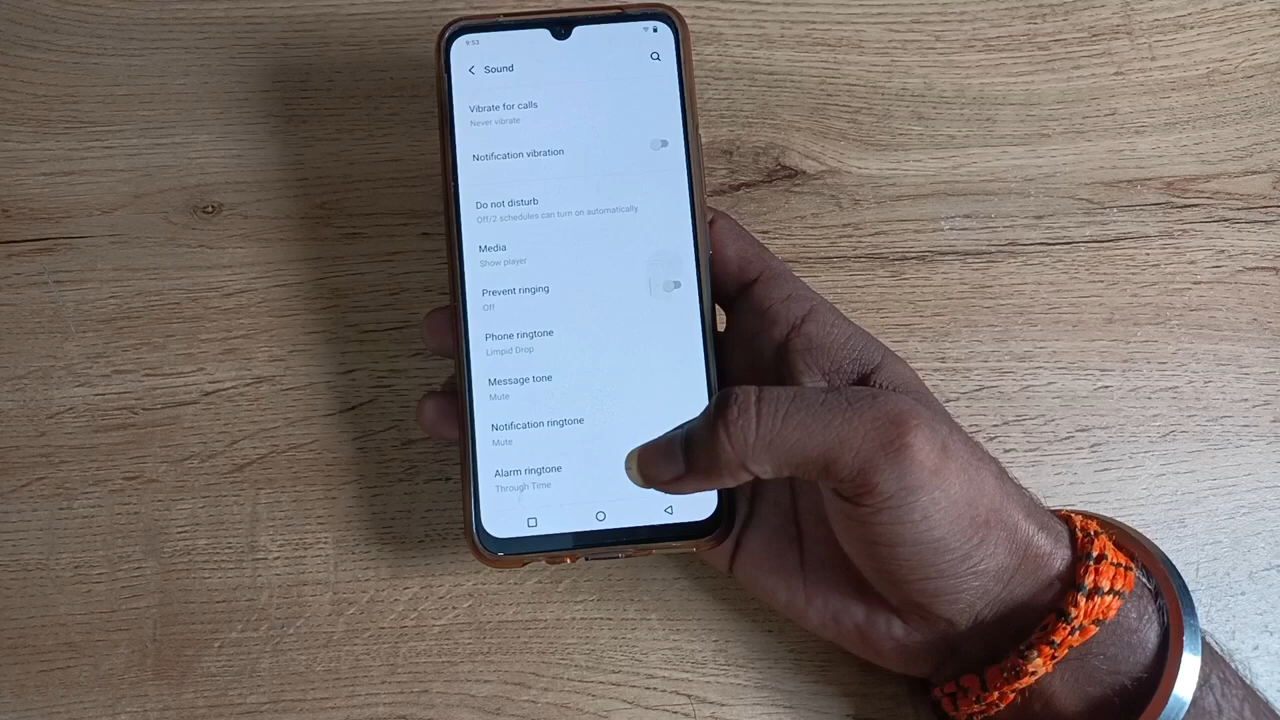 9:53
Sound
Vibrate for calls
Never vibrate
Notification vibration
Do not disturb
Off/2 schedules can turn on automatically
Media
Show player
Prevent ringing
Off
Phone ringtone
Limpid Drop
Message tone
Mute
Notification ringtone
Mute
Alarm ringtone
Through Time